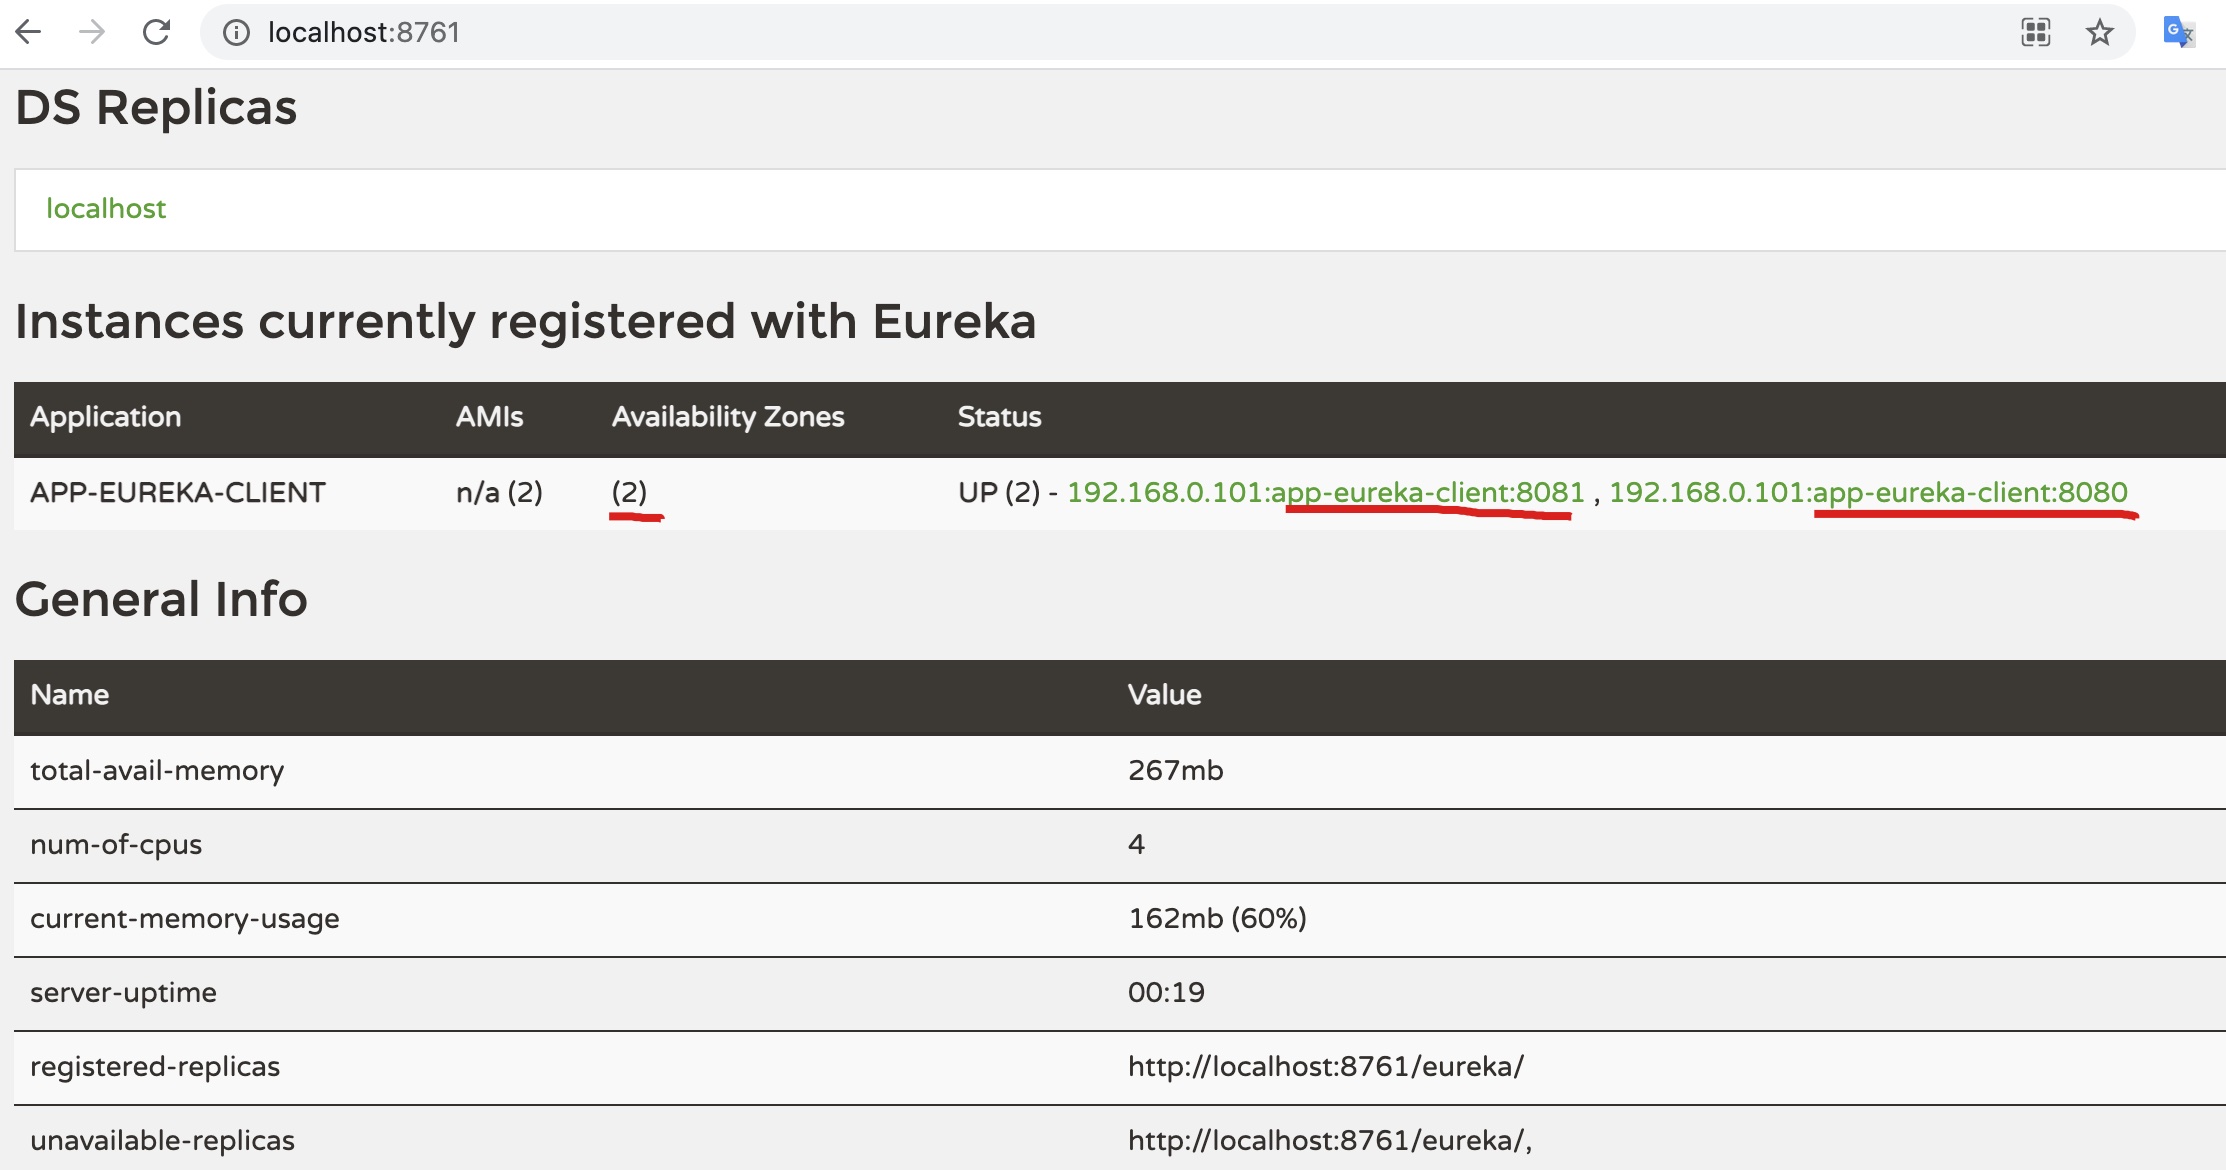 localhost:8761
DS Replicas
localhost
Instances currently registered with Eureka
Application AMIs Availability Zones Status
APP-EUREKA-CLIENT n/a (2) (2) UP (2) - 192.168.0.101:app-eureka-client:8081 , 192.168.0.101:app-eureka-client:8080
General Info
Name Value
total-avail-memory 267mb
num-of-cpus 4
current-memory-usage 162mb (60%)
server-uptime 00:19
registered-replicas http://localhost:8761/eureka/
unavailable-replicas http://localhost:8761/eureka/,